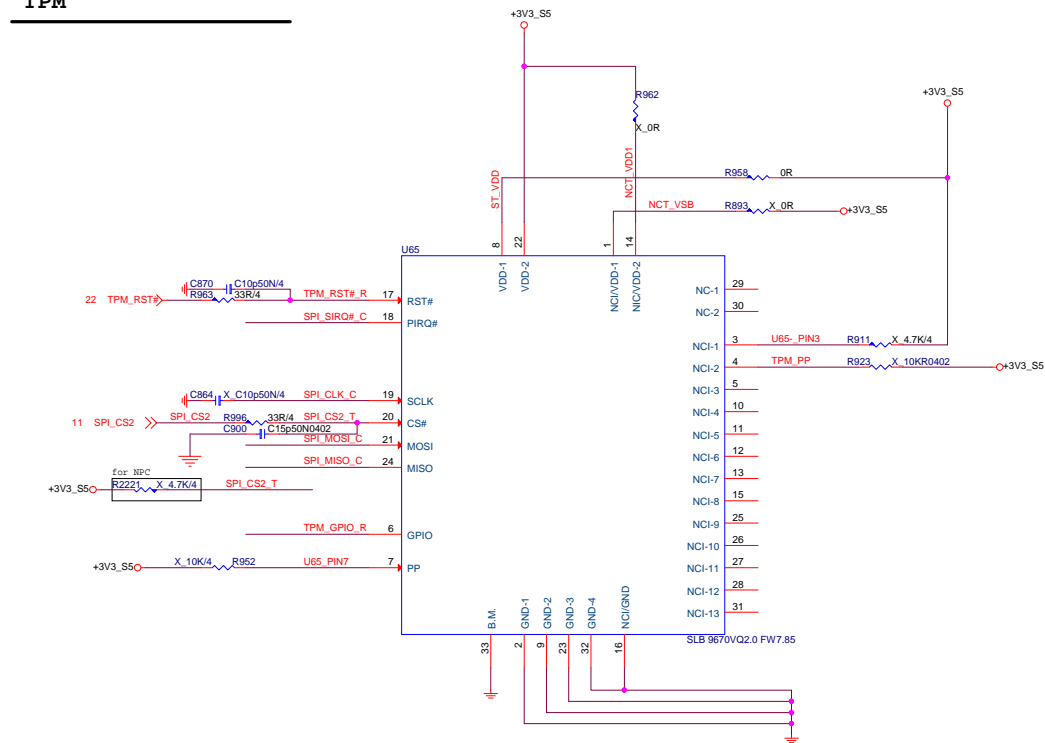 TPM
+3V3_S5
R962
X_0R
+3V3_S5
R958 0R
ST_VDD
NCT_VDD1
NCT_VSB R893 X_0R +3V3_S5
U65
8
22
1
14
VDD-1
VDD-2
NCI/VDD-1
NIC/VDD-2
C870 C10p50N/4
22 TPM_RST# R963 33R/4 TPM_RST#_R 17 RST#
SPI_SIRQ#_C 18 PIRQ#
C864 X_C10p50N/4 SPI_CLK_C 19 SCLK
11 SPI_CS2 SPI_CS2 R996 33R/4 SPI_CS2_T 20 CS#
C900 C15p50N0402
SPI_MOSI_C 21 MOSI
SPI_MISO_C 24 MISO
for NPC
+3V3_S5 R2221 X_4.7K/4 SPI_CS2_T
TPM_GPIO_R 6 GPIO
+3V3_S5 X_10K/4 R952 U65_PIN7 7 PP
NC-1 29
NC-2 30
NCI-1 3 U65-_PIN3 R911 X_4.7K/4
NCI-2 4 TPM_PP R923 X_10KR0402 +3V3_S5
NCI-3 5
NCI-4 10
NCI-5 11
NCI-6 12
NCI-7 13
NCI-8 15
NCI-9 25
NCI-10 26
NCI-11 27
NCI-12 28
NCI-13 31
B.M.
GND-1
GND-2
GND-3
GND-4
NCI/GND
33
2
9
23
32
16
SLB 9670VQ2.0 FW7.85